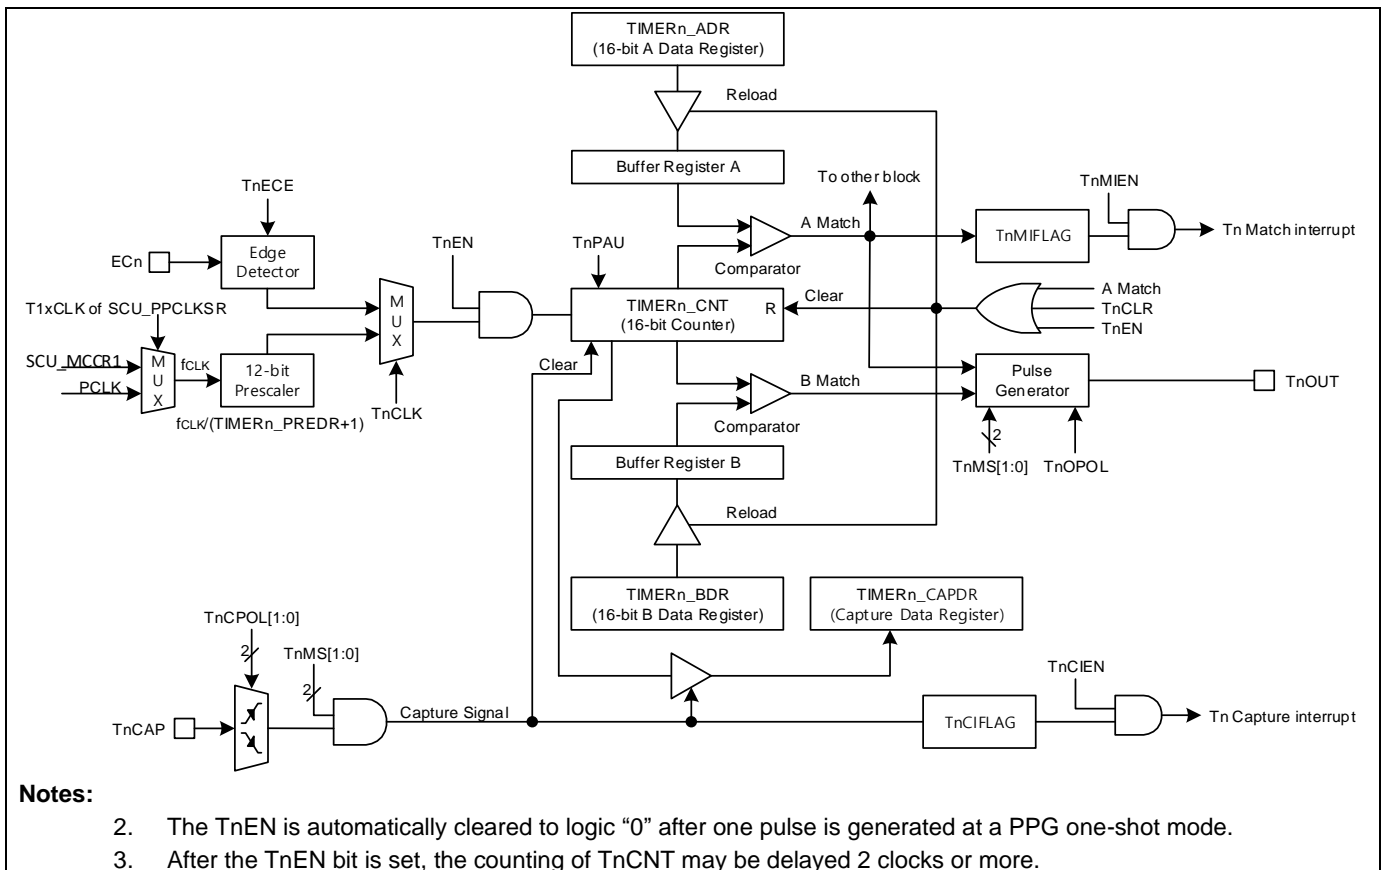 TIMERn_ADR
(16-bit A Data Register)
Reload
Buffer Register A
To other block
TnMIEN
TnECE
A Match
TnMIFLAG
Tn Match interrupt
TnEN
TnPAU
ECn
Edge
Detector
Comparator
T1xCLK of SCU_PPCLKSR
MUX
TIMERn_CNT
(16-bit Counter)
R
Clear
A Match
TnCLR
TnEN
SCU_MCCR1
PCLK
MUX
fCLK
12-bit
Prescaler
Clear
B Match
Pulse
Generator
TnOUT
fCLK/(TIMERn_PREDR+1)
TnCLK
Comparator
2
TnMS[1:0]
TnOPOL
Buffer Register B
Reload
TIMERn_BDR
(16-bit B Data Register)
TIMERn_CAPDR
(Capture Data Register)
TnCPOL[1:0]
2
TnMS[1:0]
2
TnCAP
Capture Signal
TnCIEN
TnCIFLAG
Tn Capture interrupt
Notes:
2. The TnEN is automatically cleared to logic “0” after one pulse is generated at a PPG one-shot mode.
3. After the TnEN bit is set, the counting of TnCNT may be delayed 2 clocks or more.